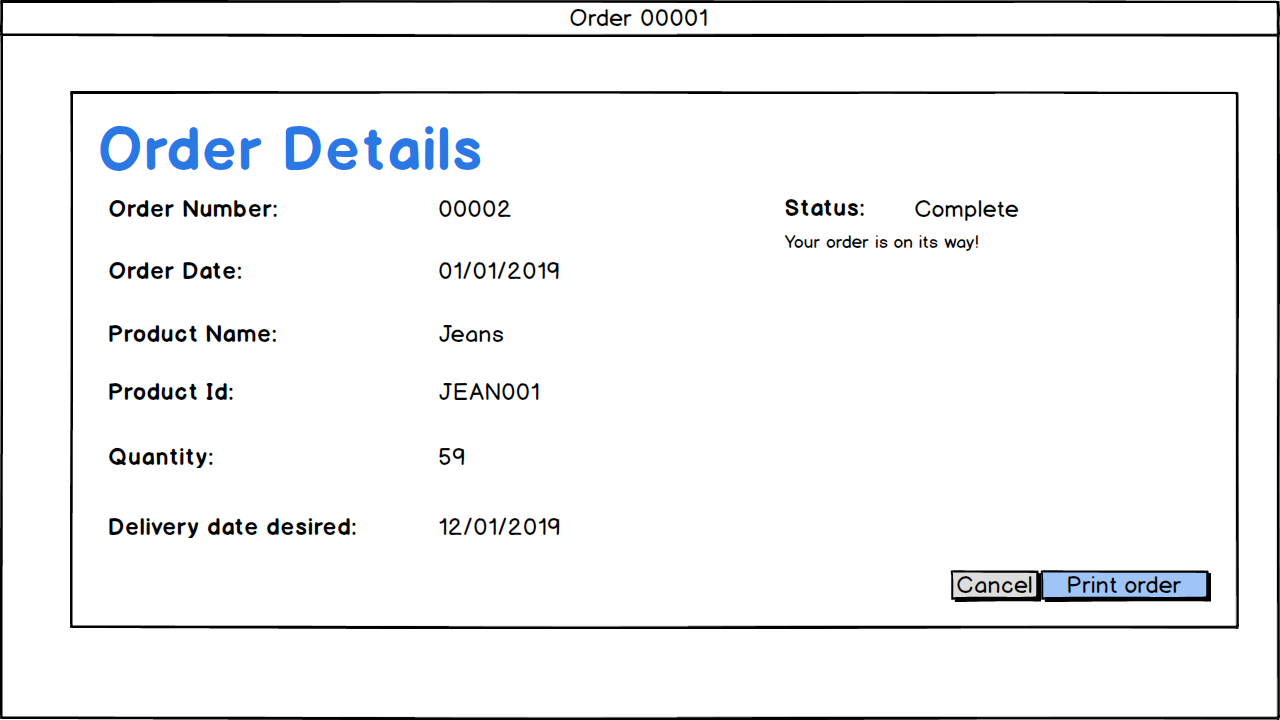 Order 00001
Order Details
Order Number: 00002 Status: Complete
Your order is on its way!
Order Date: 01/01/2019
Product Name: Jeans
Product Id: JEAN001
Quantity: 59
Delivery date desired: 12/01/2019
Cancel Print order